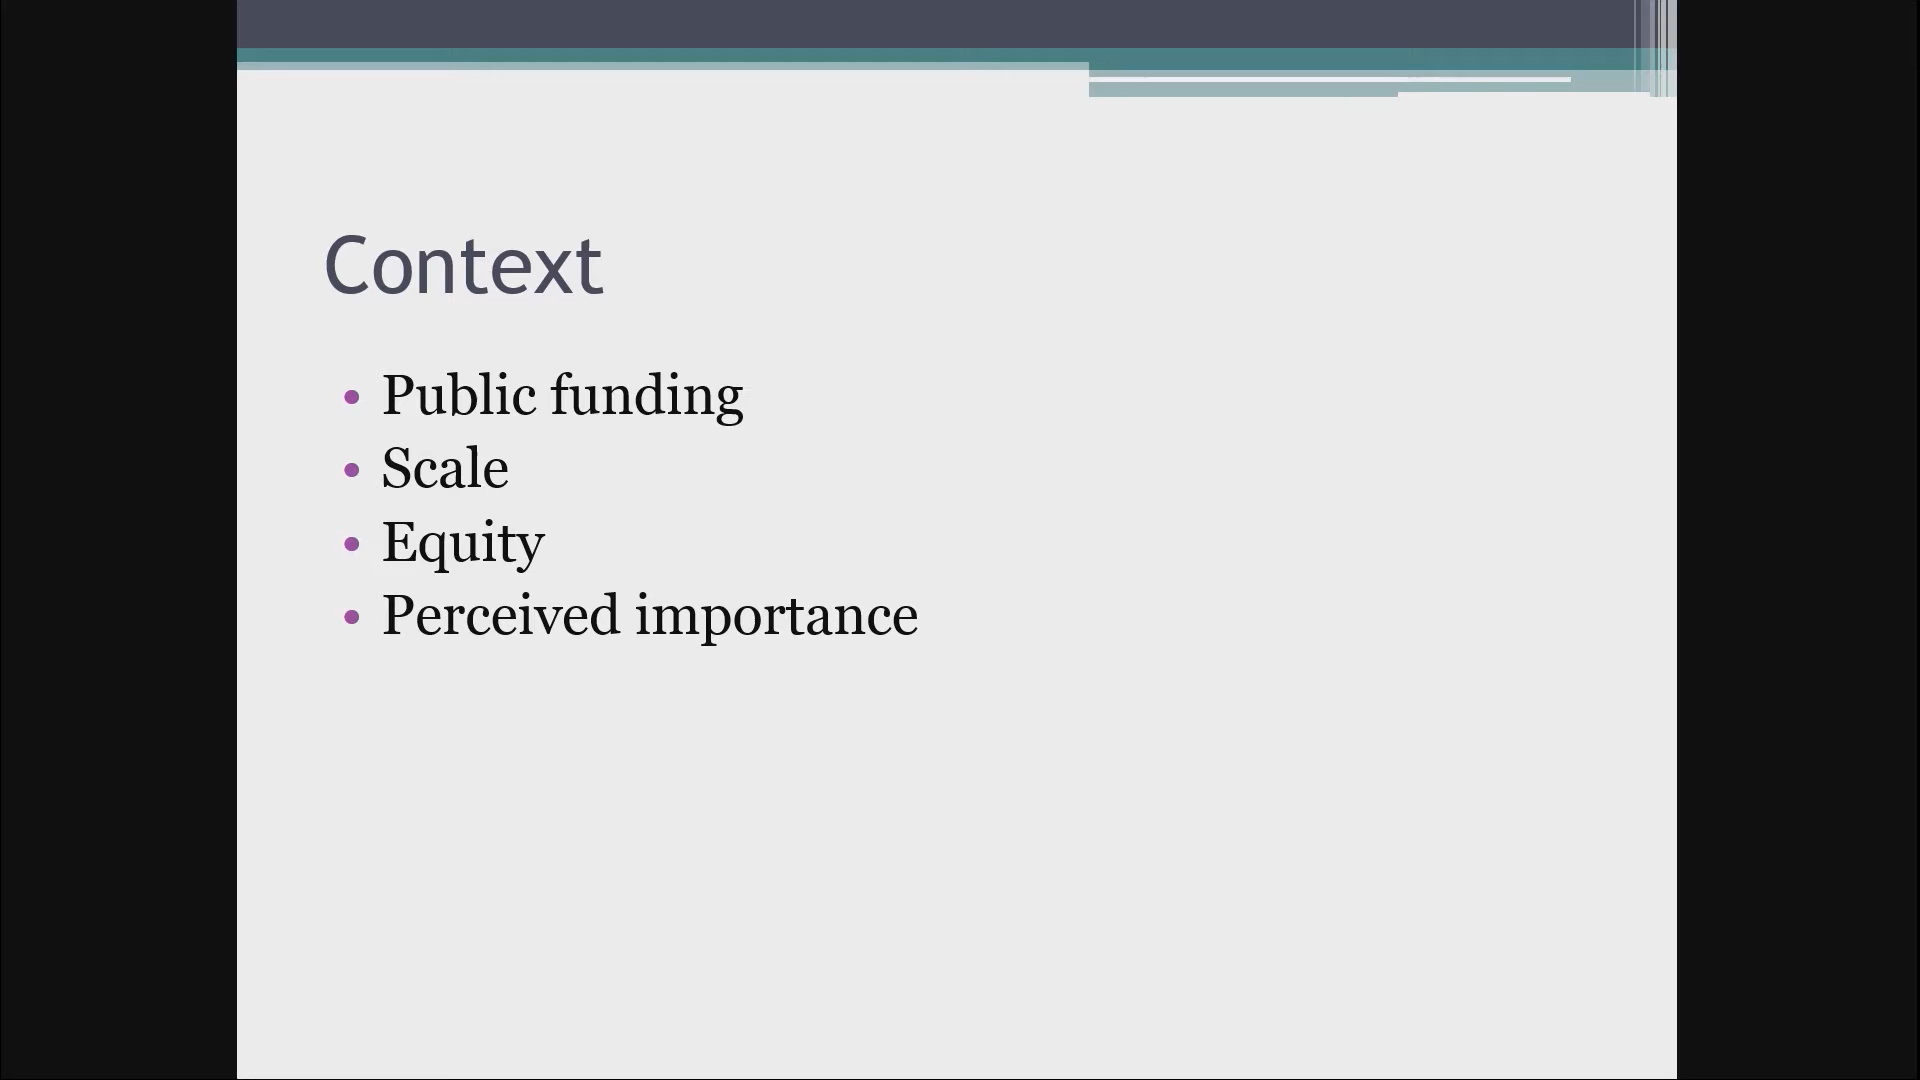 Context
• Public funding
• Scale
• Equity
• Perceived importance